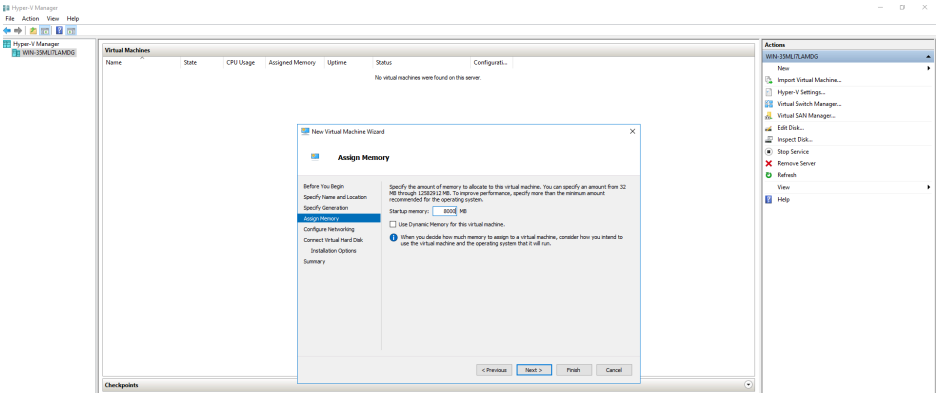 Hyper-V Manager
File Action View Help
Hyper-V Manager
WIN-35MLI7LAMDG
Virtual Machines
Name State CPU Usage Assigned Memory Uptime Status Configurati...
No virtual machines were found on this server.
New Virtual Machine Wizard
Assign Memory
Before You Begin
Specify Name and Location
Specify Generation
Assign Memory
Configure Networking
Connect Virtual Hard Disk
Installation Options
Summary
Specify the amount of memory to allocate to this virtual machine. You can specify an amount from 32
MB through 12582912 MB. To improve performance, specify more than the minimum amount
recommended for the operating system.
Startup memory: 8000 MB
Use Dynamic Memory for this virtual machine.
When you decide how much memory to assign to a virtual machine, consider how you intend to
use the virtual machine and the operating system that it will run.
< Previous Next > Finish Cancel
Checkpoints
Actions
WIN-35MLI7LAMDG
New
Import Virtual Machine...
Hyper-V Settings...
Virtual Switch Manager...
Virtual SAN Manager...
Edit Disk...
Inspect Disk...
Stop Service
Remove Server
Refresh
View
Help